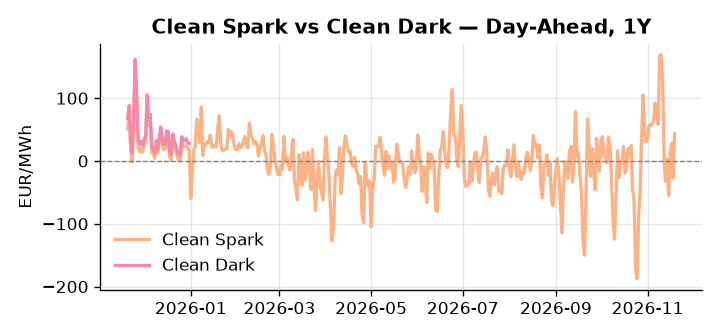 Clean Spark vs Clean Dark — Day-Ahead, 1Y
EUR/MWh
100
0
−100
−200
Clean Spark
Clean Dark
2026-01 2026-03 2026-05 2026-07 2026-09 2026-11